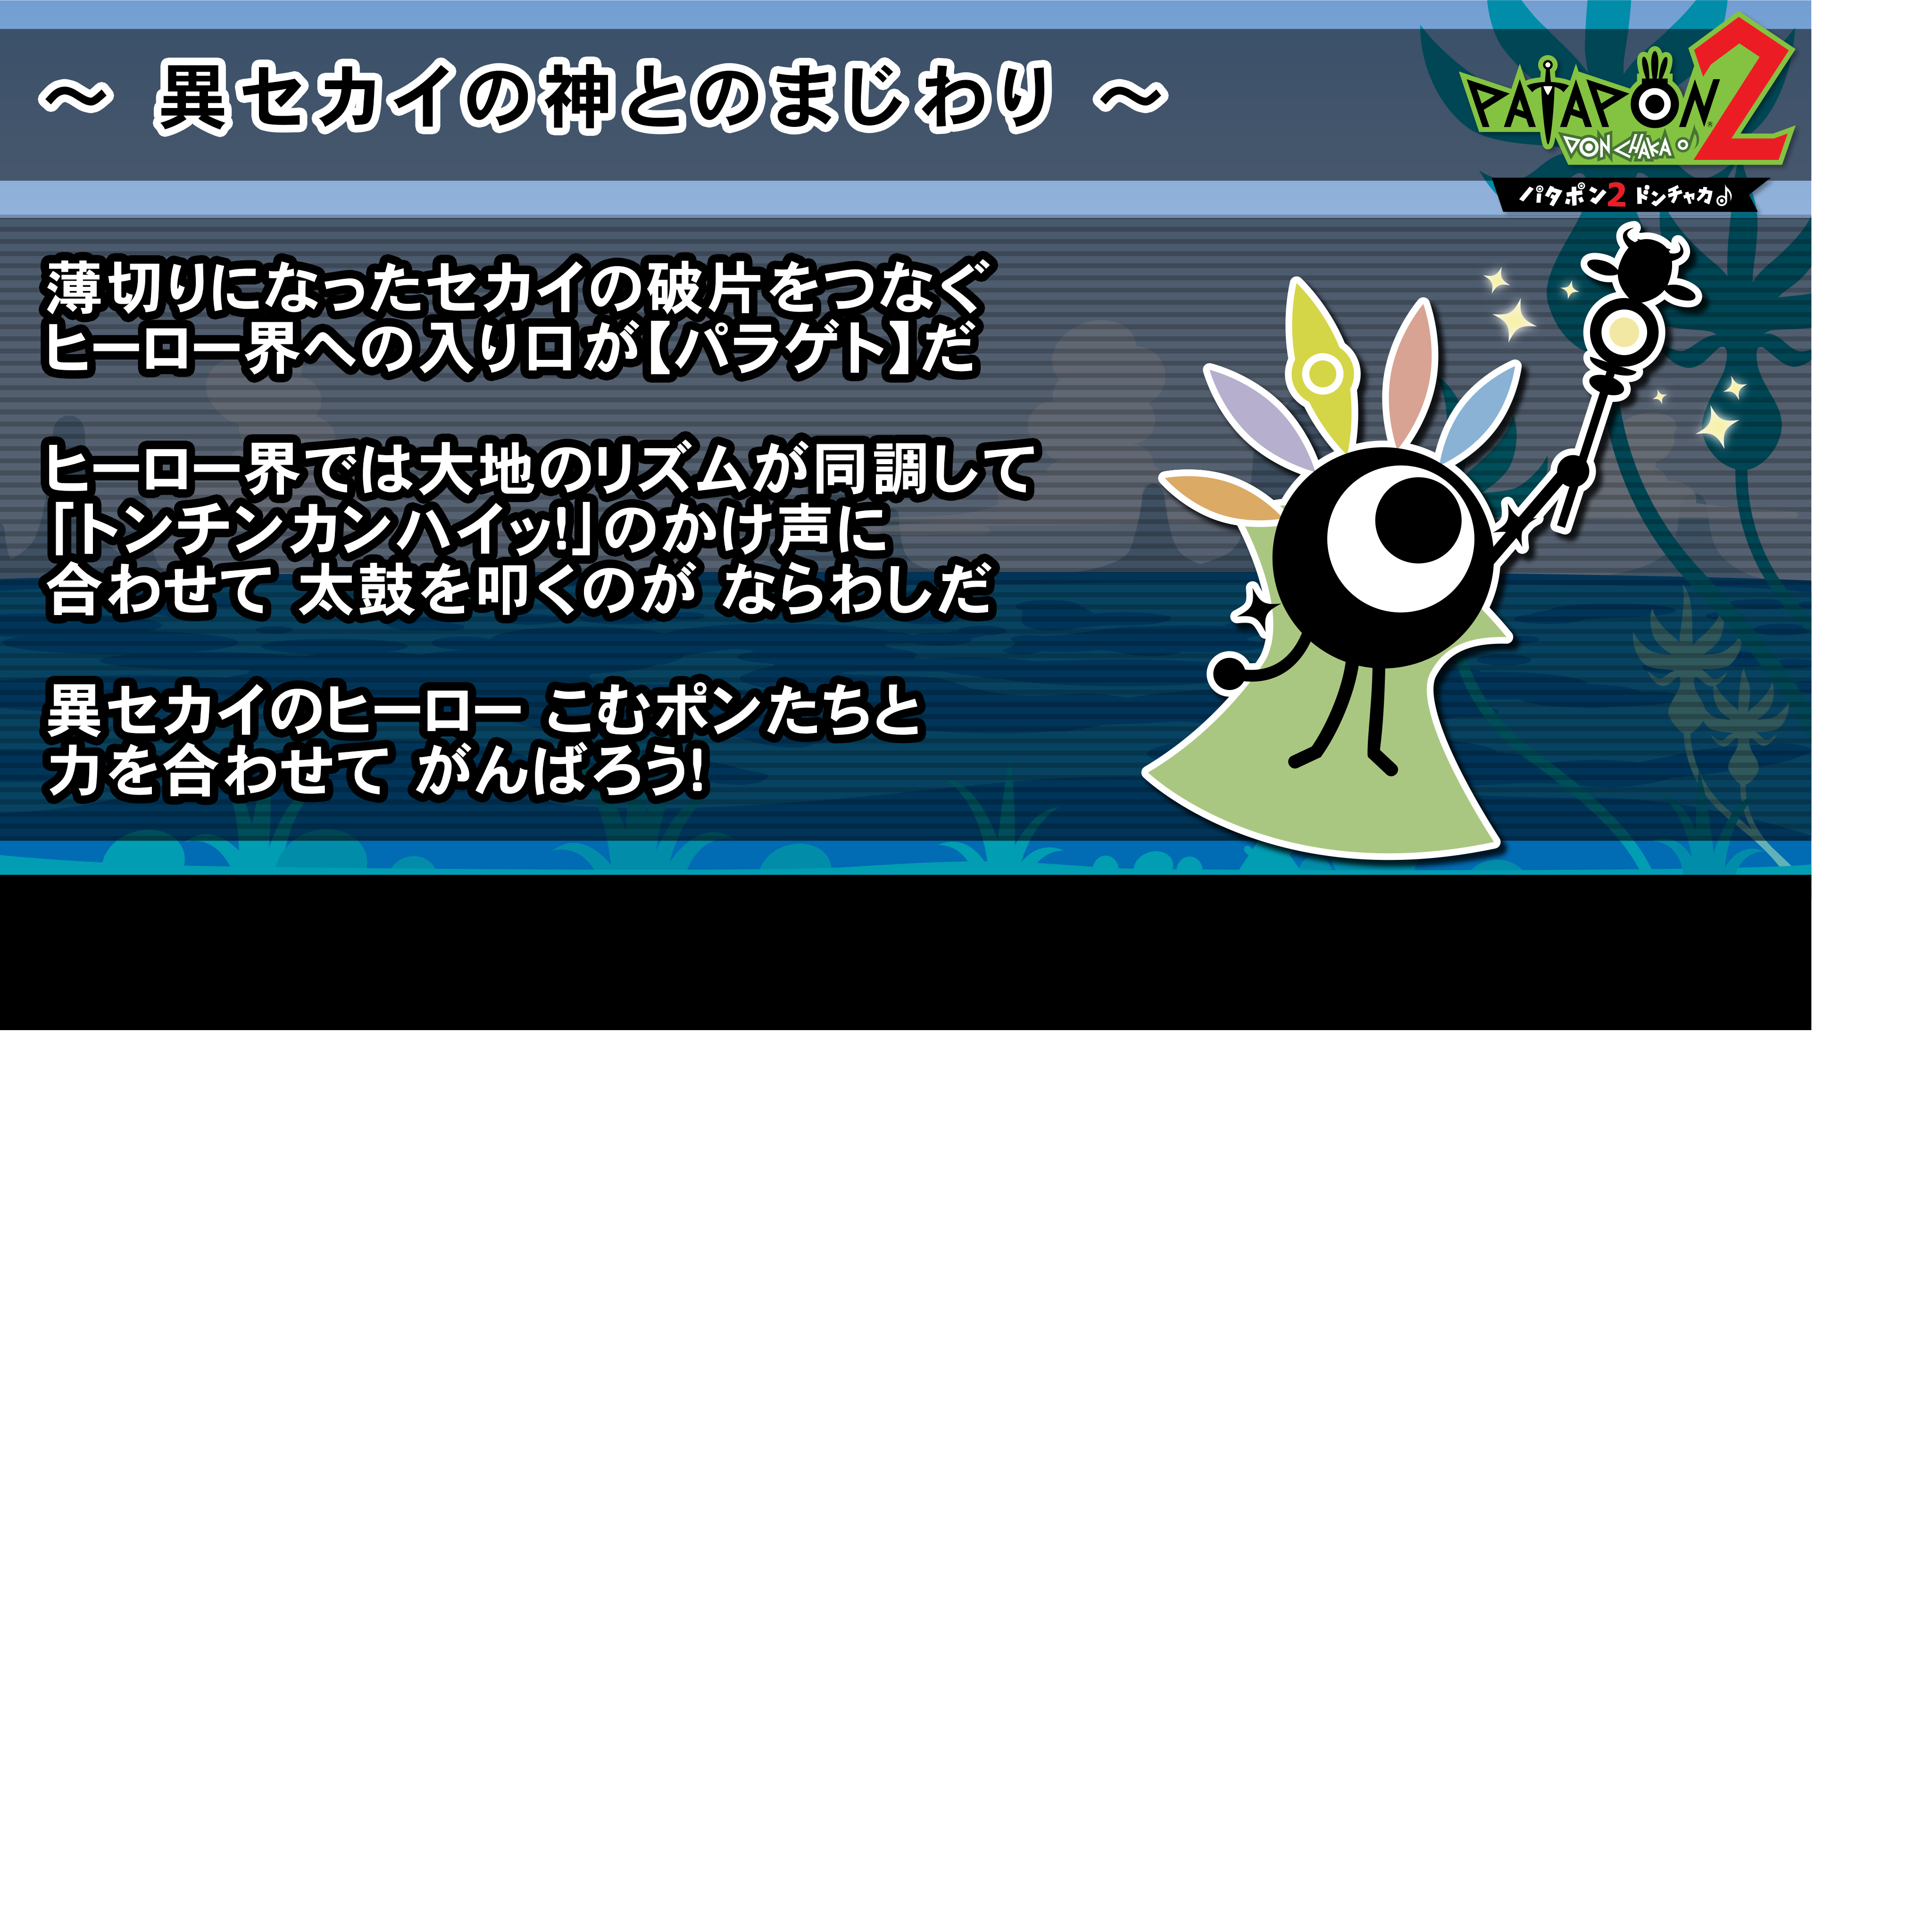 ～ 異セカイの神とのまじわり ～
PATAPON 2
DON CHAKA♪
パタポン2 ドンチャカ♪
薄切りになったセカイの破片をつなぐ
ヒーロー界への入り口が【パラゲト】だ
ヒーロー界では大地のリズムが同調して
「トンチンカンハイッ!」のかけ声に
合わせて 太鼓を叩くのが ならわしだ
異セカイのヒーロー こむポンたちと
力を合わせて がんばろう!